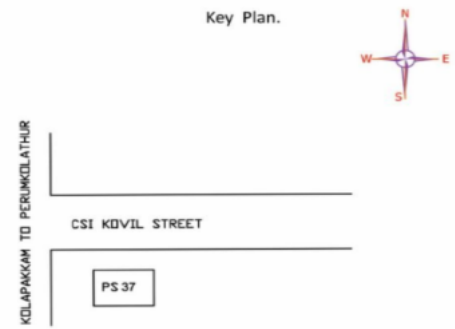 Key Plan.
N
W
E
S
KOLAPAKKAM TO PERUMKOLATHUR
CSI KOVIL STREET
PS 37